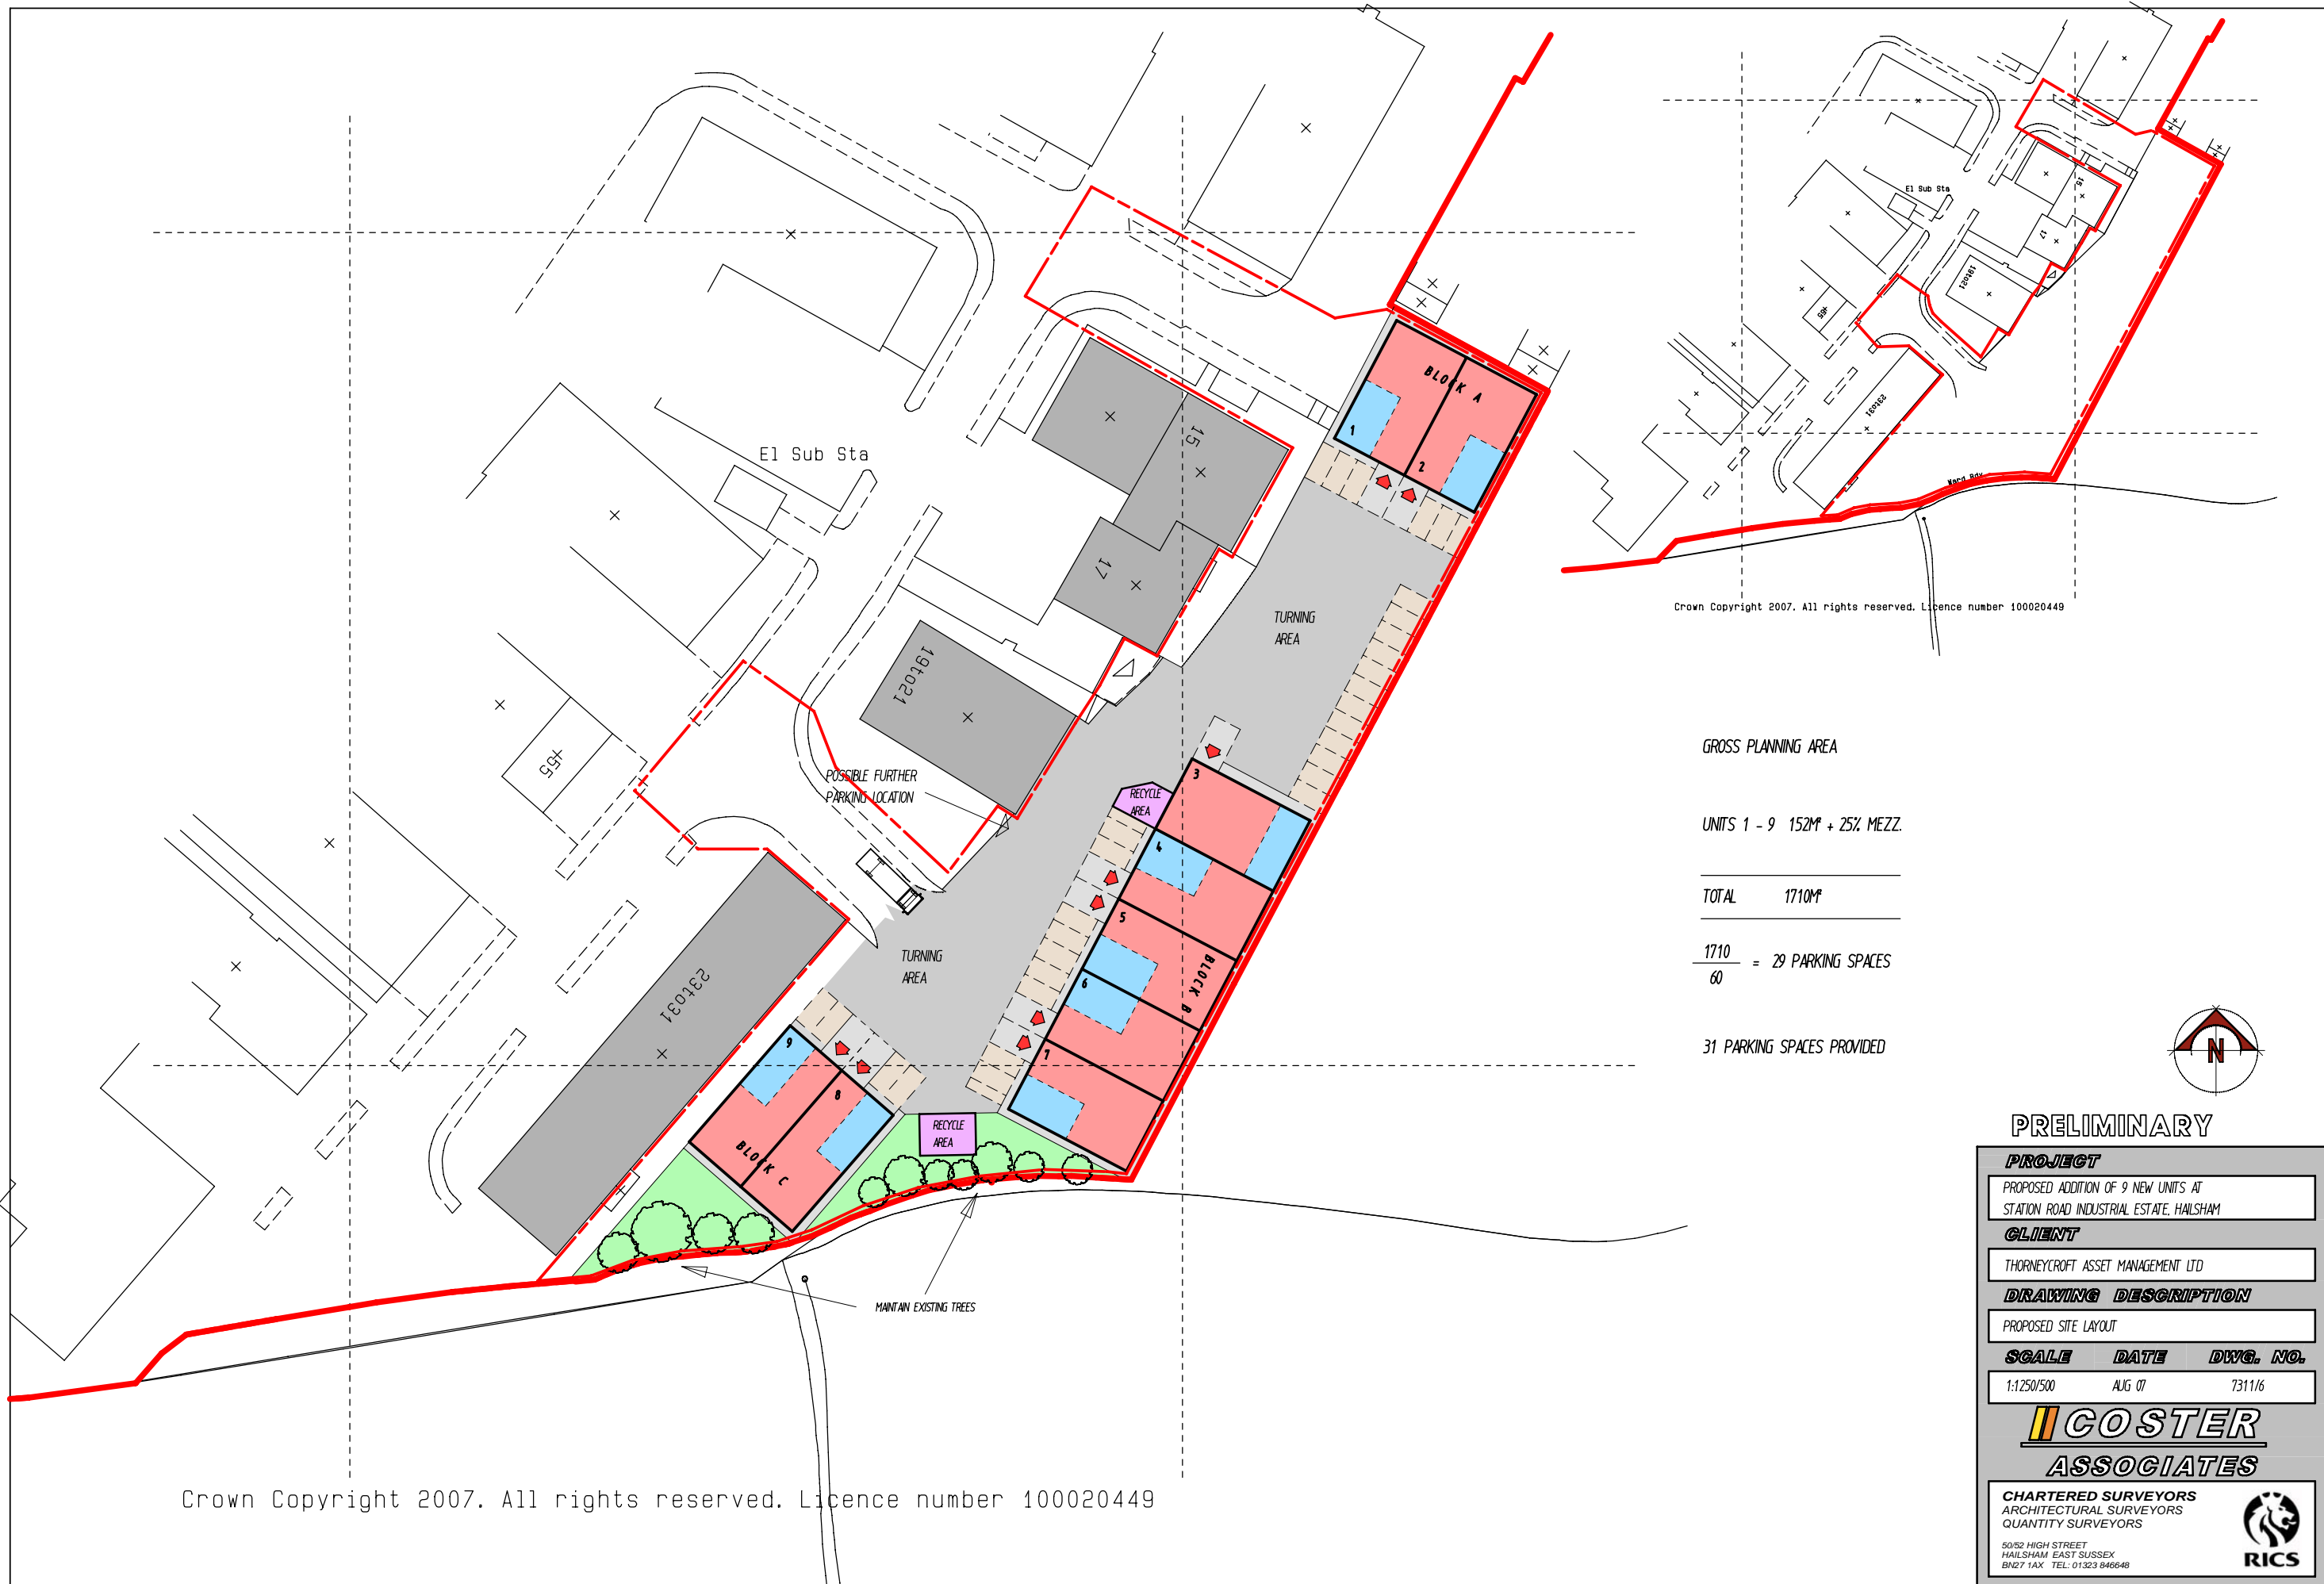 El Sub Sta
15
17
19to21
23to31
BLOCK A
1
2
TURNING
AREA
POSSIBLE FURTHER
PARKING LOCATION
RECYCLE
AREA
3
4
5
6
7
BLOCK B
TURNING
AREA
9
8
BLOCK C
RECYCLE
AREA
MAINTAIN EXISTING TREES
Crown Copyright 2007. All rights reserved. Licence number 100020449
El Sub Sta
15
17
19to21
23to31
Ward Bdy
Crown Copyright 2007. All rights reserved. Licence number 100020449
GROSS PLANNING AREA
UNITS 1 - 9 152M² + 25% MEZZ.
TOTAL 1710M²
1710
60
= 29 PARKING SPACES
31 PARKING SPACES PROVIDED
N
PRELIMINARY
PROJECT
PROPOSED ADDITION OF 9 NEW UNITS AT
STATION ROAD INDUSTRIAL ESTATE, HAILSHAM
CLIENT
THORNEYCROFT ASSET MANAGEMENT LTD
DRAWING DESCRIPTION
PROPOSED SITE LAYOUT
SCALE DATE DWG. NO.
1:1250/500 AUG 07 7311/6
COSTER
ASSOCIATES
CHARTERED SURVEYORS
ARCHITECTURAL SURVEYORS
QUANTITY SURVEYORS
50/52 HIGH STREET
HAILSHAM EAST SUSSEX
BN27 1AX TEL: 01323 846648
RICS